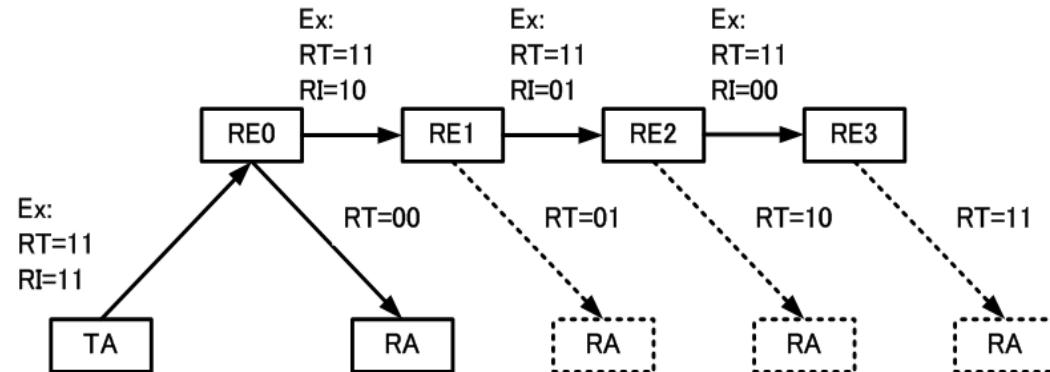 Ex:
RT=11
RI=10
Ex:
RT=11
RI=01
Ex:
RT=11
RI=00
RE0
RE1
RE2
RE3
Ex:
RT=11
RI=11
RT=00
RT=01
RT=10
RT=11
TA
RA
RA
RA
RA